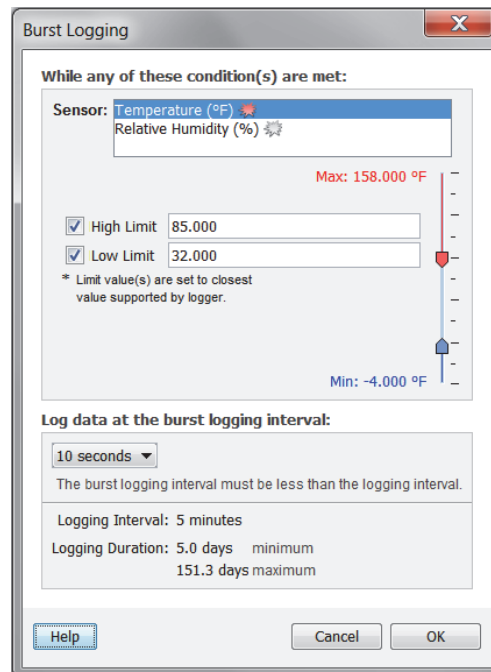 Burst Logging
While any of these condition(s) are met:
Sensor: Temperature (°F)
Relative Humidity (%)
Max: 158.000 °F
High Limit 85.000
Low Limit 32.000
* Limit value(s) are set to closest
value supported by logger.
Min: -4.000 °F
Log data at the burst logging interval:
10 seconds
The burst logging interval must be less than the logging interval.
Logging Interval: 5 minutes
Logging Duration: 5.0 days minimum
151.3 days maximum
Help Cancel OK